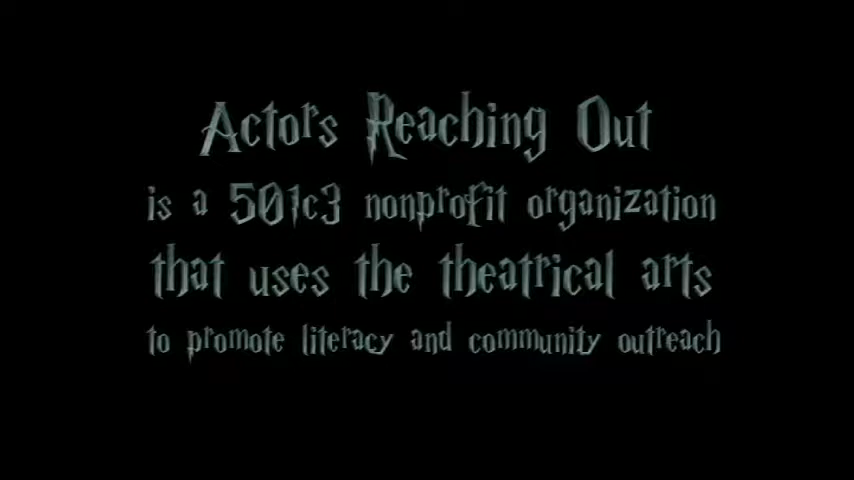 Actors Reaching Out
is a 501c3 nonprofit organization
that uses the theatrical arts
to promote literacy and community outreach